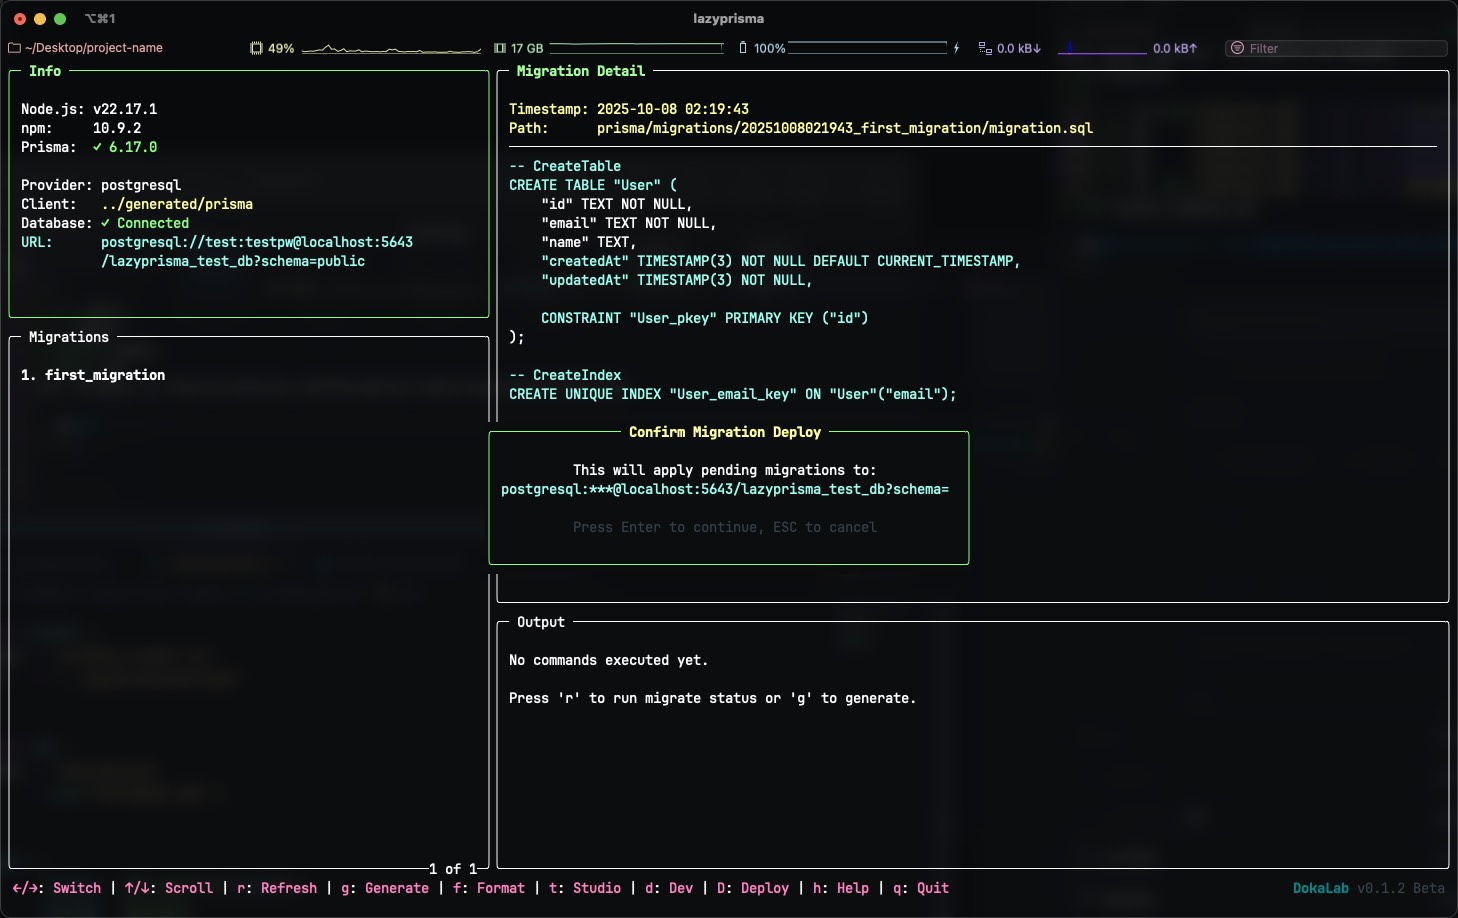 ⌥⌘1
lazyprisma
~/Desktop/project-name
49%
17 GB
100%
0.0 kB↓
0.0 kB↑
Filter
Info
Node.js: v22.17.1
npm: 10.9.2
Prisma: ✓ 6.17.0
Provider: postgresql
Client: ../generated/prisma
Database: ✓ Connected
URL: postgresql://test:testpw@localhost:5643
/lazyprisma_test_db?schema=public
Migrations
1. first_migration
1 of 1
Migration Detail
Timestamp: 2025-10-08 02:19:43
Path: prisma/migrations/20251008021943_first_migration/migration.sql
-- CreateTable
CREATE TABLE "User" (
"id" TEXT NOT NULL,
"email" TEXT NOT NULL,
"name" TEXT,
"createdAt" TIMESTAMP(3) NOT NULL DEFAULT CURRENT_TIMESTAMP,
"updatedAt" TIMESTAMP(3) NOT NULL,
CONSTRAINT "User_pkey" PRIMARY KEY ("id")
);
-- CreateIndex
CREATE UNIQUE INDEX "User_email_key" ON "User"("email");
Confirm Migration Deploy
This will apply pending migrations to:
postgresql:***@localhost:5643/lazyprisma_test_db?schema=
Press Enter to continue, ESC to cancel
Output
No commands executed yet.
Press 'r' to run migrate status or 'g' to generate.
←/→: Switch | ↑/↓: Scroll | r: Refresh | g: Generate | f: Format | t: Studio | d: Dev | D: Deploy | h: Help | q: Quit
DokaLab v0.1.2 Beta